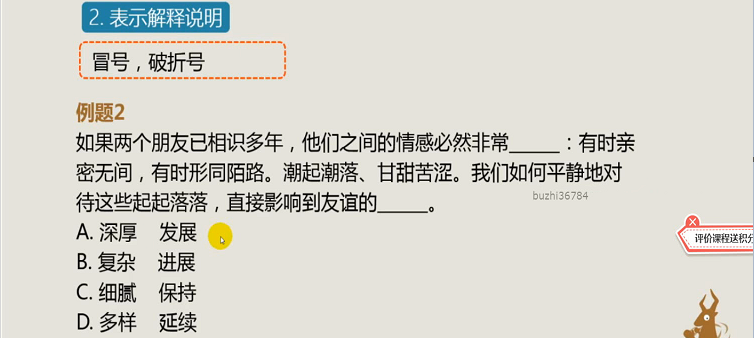 2. 表示解释说明
冒号，破折号
例题2
如果两个朋友已相识多年，他们之间的情感必然非常_____：有时亲
密无间，有时形同陌路。潮起潮落、甘甜苦涩。我们如何平静地对
待这些起起落落，直接影响到友谊的_____。
buzhi36784
A. 深厚 发展
B. 复杂 进展
C. 细腻 保持
D. 多样 延续
评价课程送积分